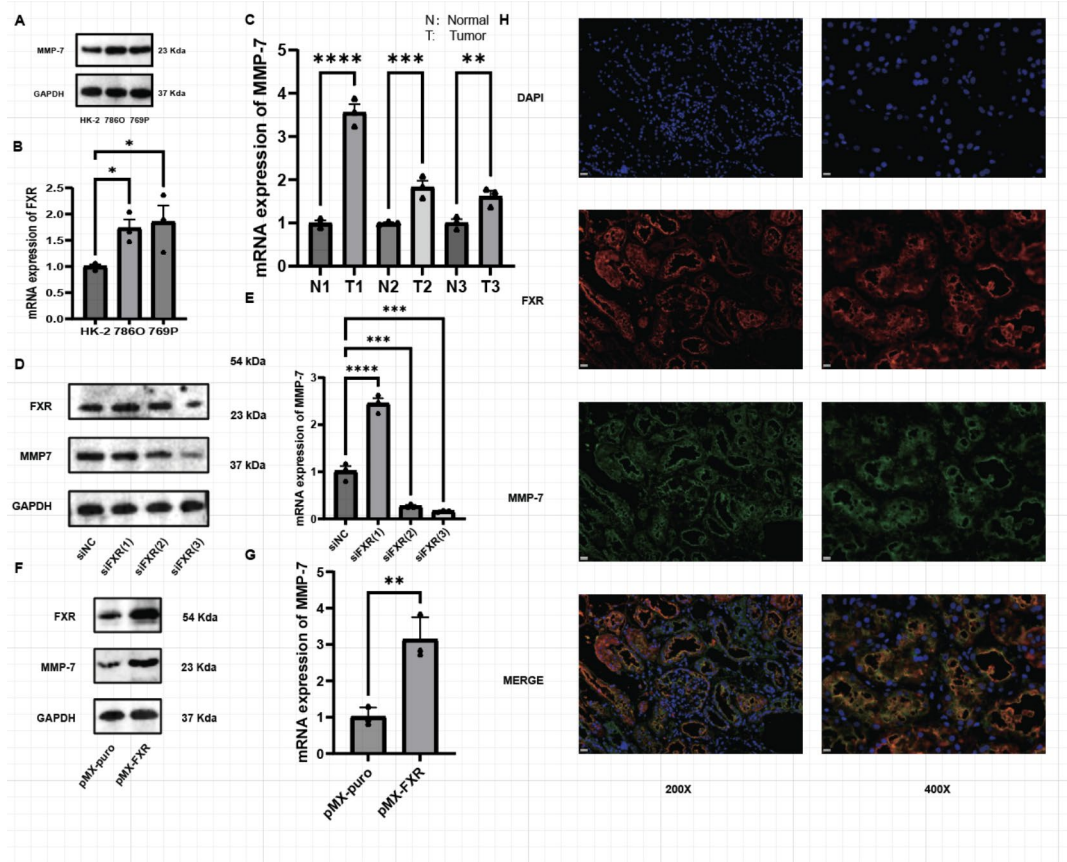 A
MMP-7
23 Kda
GAPDH
37 Kda
HK-2 786O 769P
B
mRNA expression of FXR
2.5
2.0
1.5
1.0
0.5
0.0
*
*
HK-2 786O 769P
C
N: Normal
T: Tumor
mRNA expression of MMP-7
5
4
3
2
1
0
**** *** **
N1 T1 N2 T2 N3 T3
D
54 kDa
FXR
23 kDa
MMP7
37 kDa
GAPDH
siNC
siFXR(1)
siFXR(2)
siFXR(3)
E
mRNA expression of MMP-7
3
2
1
0
***
***
****
siNC
siFXR(1)
siFXR(2)
siFXR(3)
F
FXR
54 Kda
MMP-7
23 Kda
GAPDH
37 Kda
pMX-puro
pMX-FXR
G
mRNA expression of MMP-7
5
4
3
2
1
0
**
pMX-puro
pMX-FXR
H
DAPI
FXR
MMP-7
MERGE
200X
400X